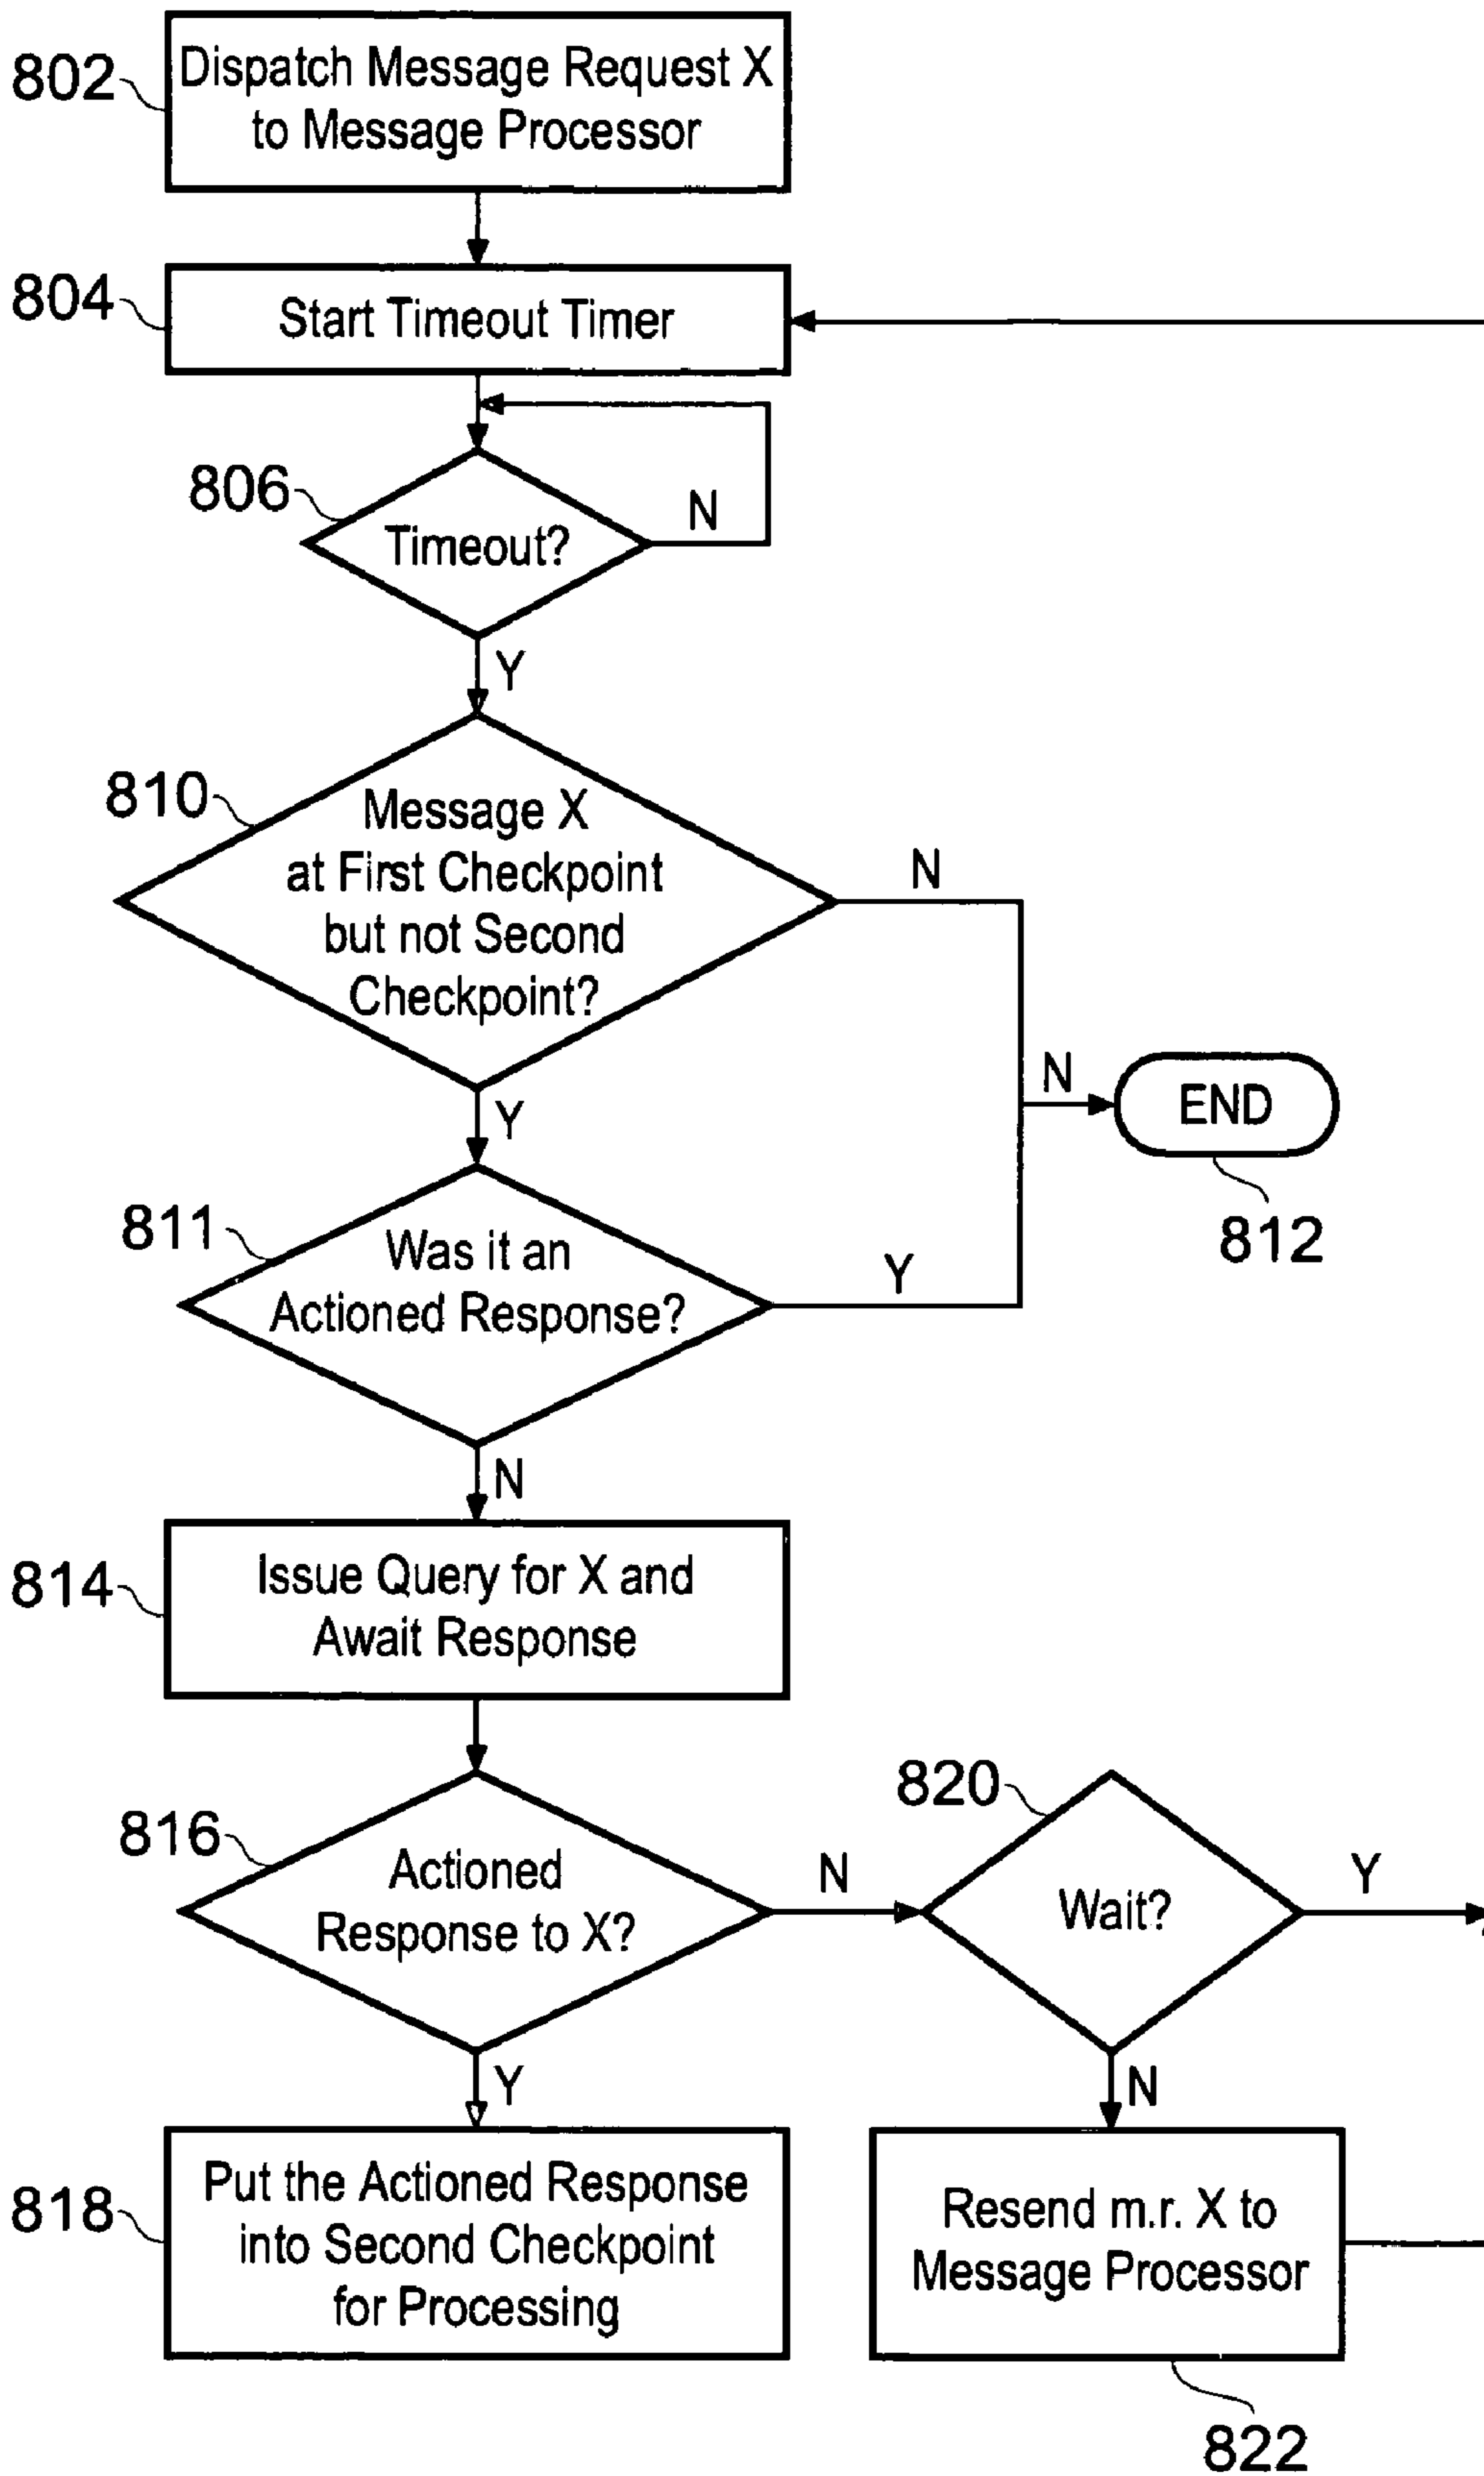 802
Dispatch Message Request X
to Message Processor
804
Start Timeout Timer
806
Timeout?
N
Y
810
Message X
at First Checkpoint
but not Second
Checkpoint?
N
Y
N
END
812
811
Was it an
Actioned Response?
Y
N
814
Issue Query for X and
Await Response
816
Actioned
Response to X?
N
820
Wait?
Y
Y
N
818
Put the Actioned Response
into Second Checkpoint
for Processing
Resend m.r. X to
Message Processor
822